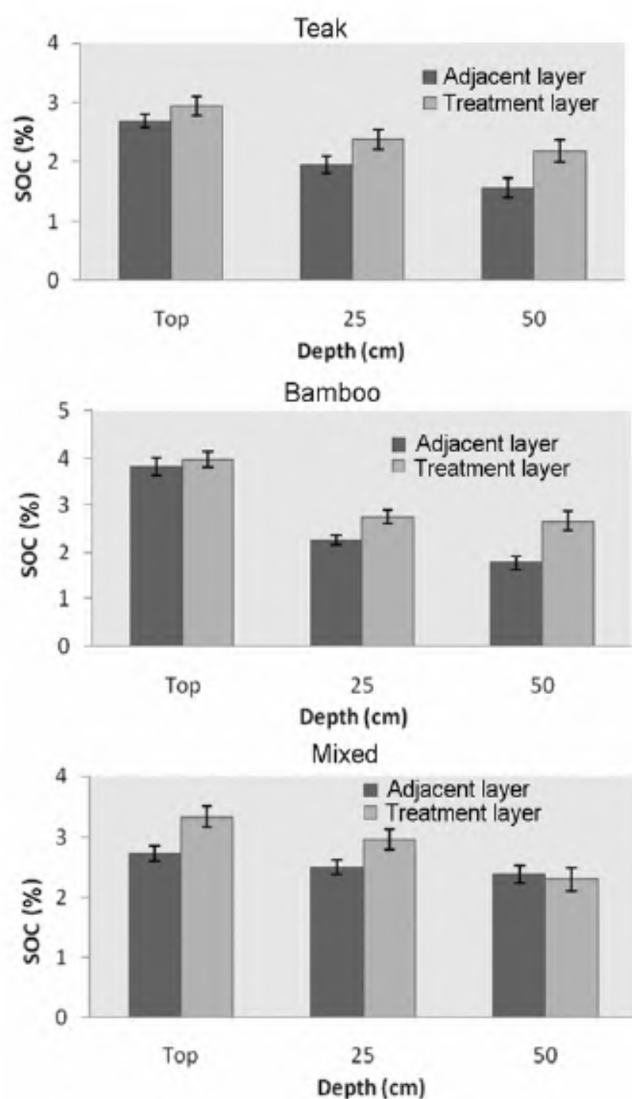 Teak
4
3
2
1
0
SOC (%)
Adjacent layer
Treatment layer
Top 25 50
Depth (cm)
Bamboo
5
4
3
2
1
0
SOC (%)
Adjacent layer
Treatment layer
Top 25 50
Depth (cm)
Mixed
4
3
2
1
0
SOC (%)
Adjacent layer
Treatment layer
Top 25 50
Depth (cm)